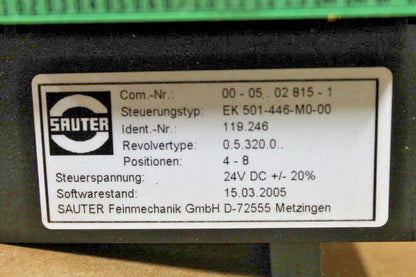 SAUTER
Com.-Nr.: 00 - 05 . 02 815 - 1
Steuerungstyp: EK 501-446-M0-00
Ident.-Nr.: 119.246
Revolvertype: 0.5.320.0..
Positionen: 4 - 8
Steuerspannung: 24V DC +/- 20%
Softwarestand: 15.03.2005
SAUTER Feinmechanik GmbH D-72555 Metzingen